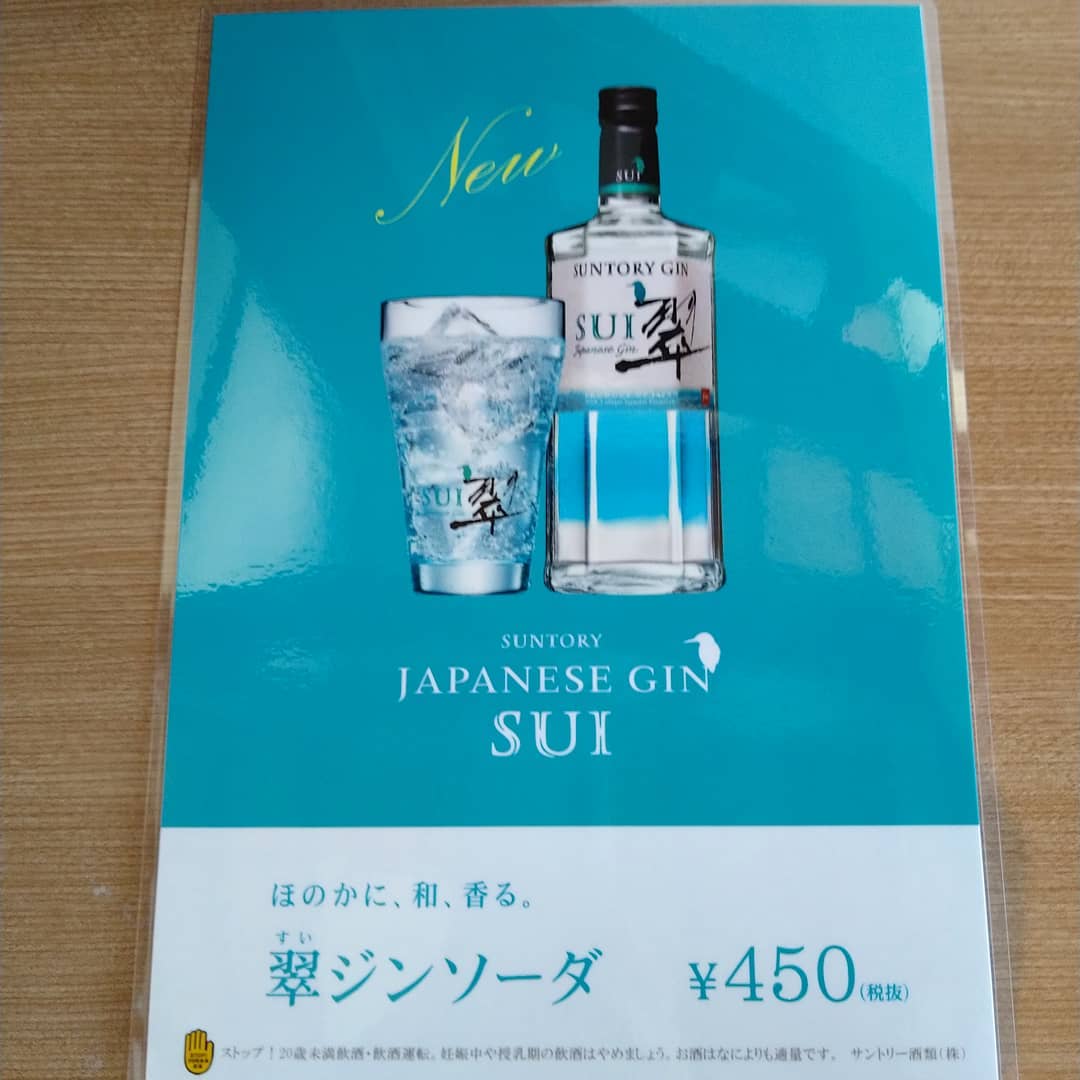 New
SUI
SUNTORY GIN
SUI 翠
Japanese Gin
SUI 翠
SUNTORY
JAPANESE GIN
SUI
ほのかに、和、香る。
すい
翠ジンソーダ ¥450(税抜)
ストップ!20歳未満飲酒・飲酒運転。妊娠中や授乳期の飲酒はやめましょう。お酒はなによりも適量です。 サントリー酒類(株)